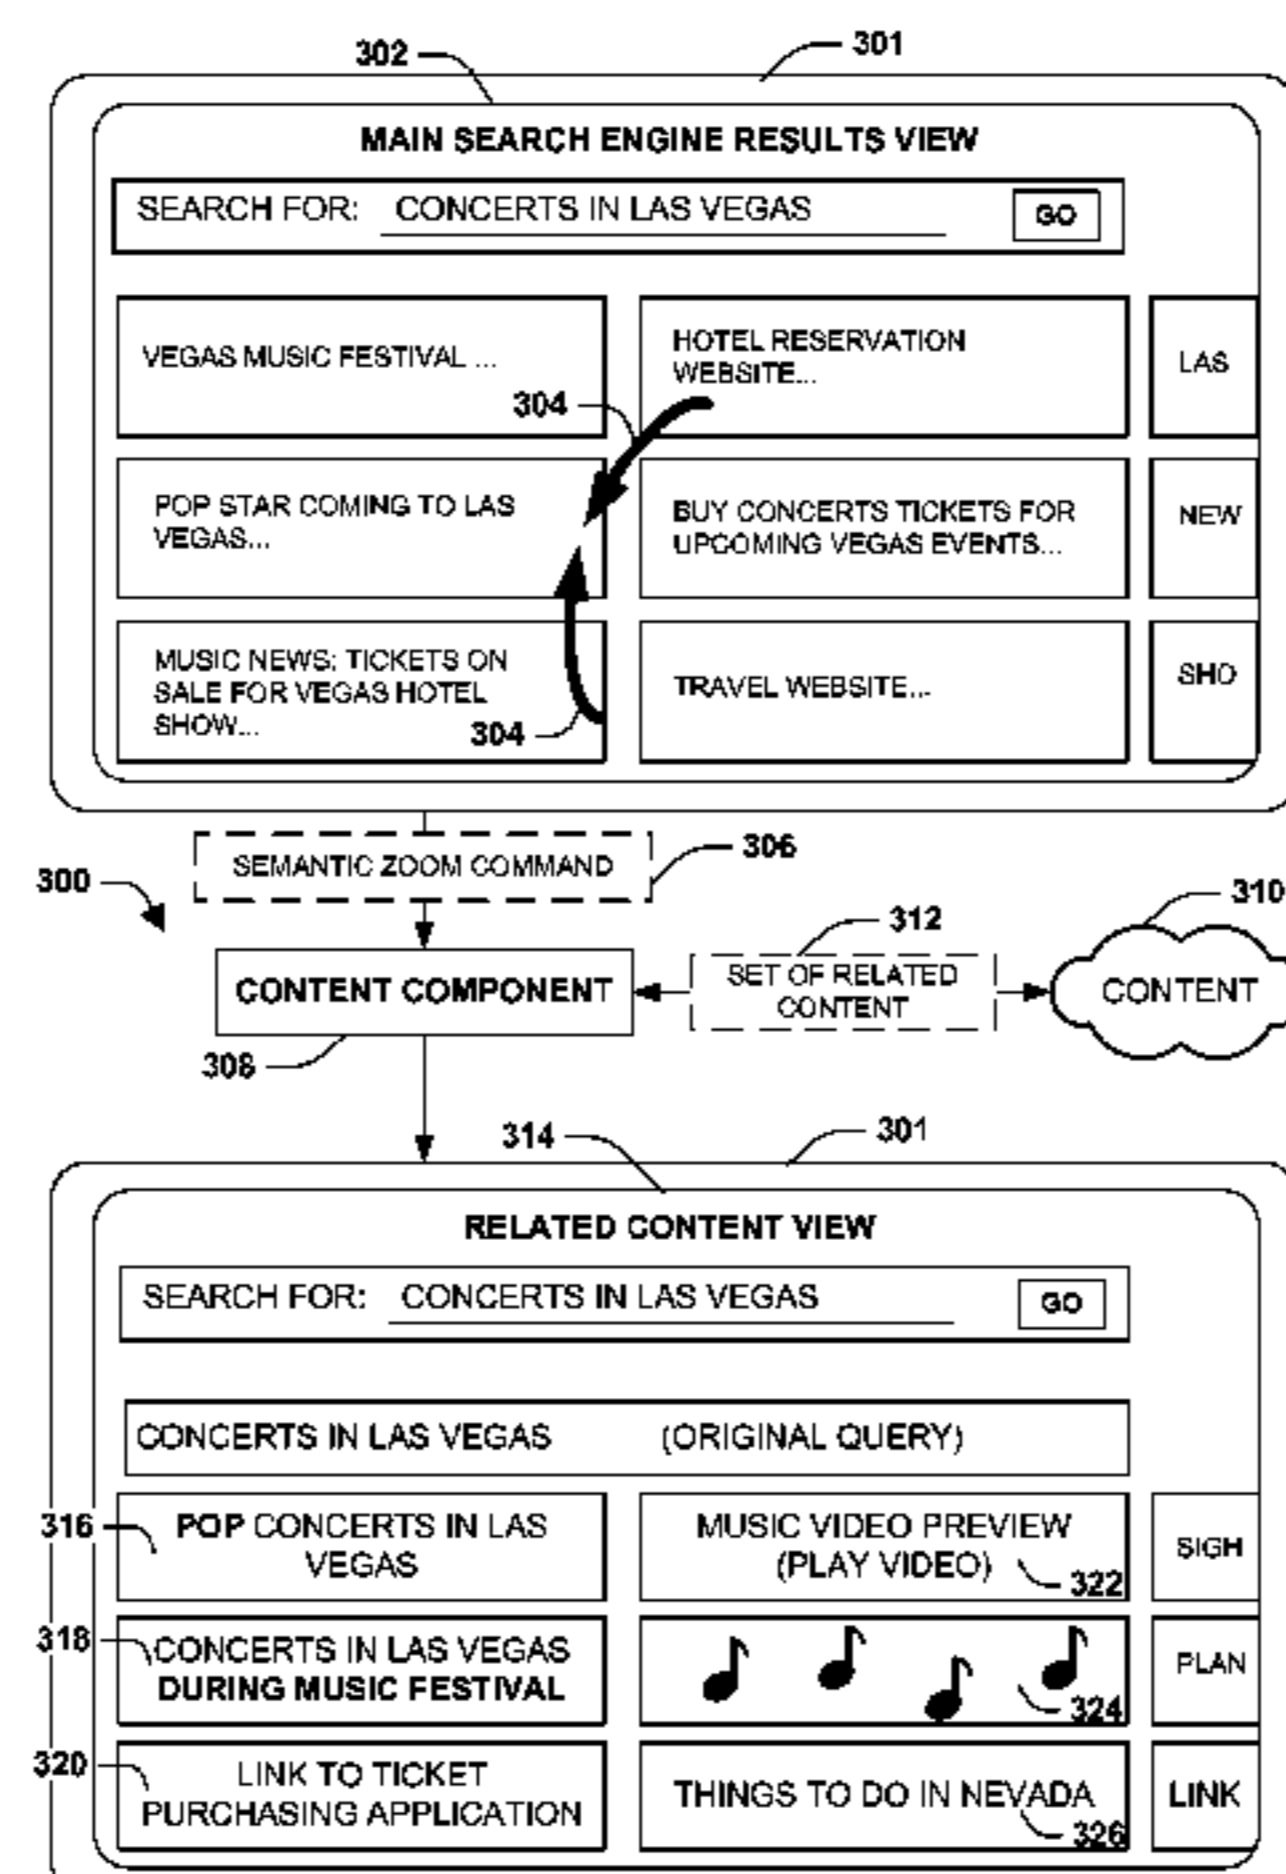 302
301
MAIN SEARCH ENGINE RESULTS VIEW
SEARCH FOR: CONCERTS IN LAS VEGAS
GO
VEGAS MUSIC FESTIVAL ...
HOTEL RESERVATION
WEBSITE...
LAS
304
POP STAR COMING TO LAS
VEGAS...
BUY CONCERTS TICKETS FOR
UPCOMING VEGAS EVENTS...
NEW
MUSIC NEWS: TICKETS ON
SALE FOR VEGAS HOTEL
SHOW...
304
TRAVEL WEBSITE...
SHO
SEMANTIC ZOOM COMMAND
306
300
310
312
CONTENT COMPONENT
SET OF RELATED
CONTENT
CONTENT
308
314
301
RELATED CONTENT VIEW
SEARCH FOR: CONCERTS IN LAS VEGAS
GO
CONCERTS IN LAS VEGAS (ORIGINAL QUERY)
316
POP CONCERTS IN LAS
VEGAS
MUSIC VIDEO PREVIEW
(PLAY VIDEO)
322
SIGH
318
CONCERTS IN LAS VEGAS
DURING MUSIC FESTIVAL
324
PLAN
320
LINK TO TICKET
PURCHASING APPLICATION
THINGS TO DO IN NEVADA
326
LINK